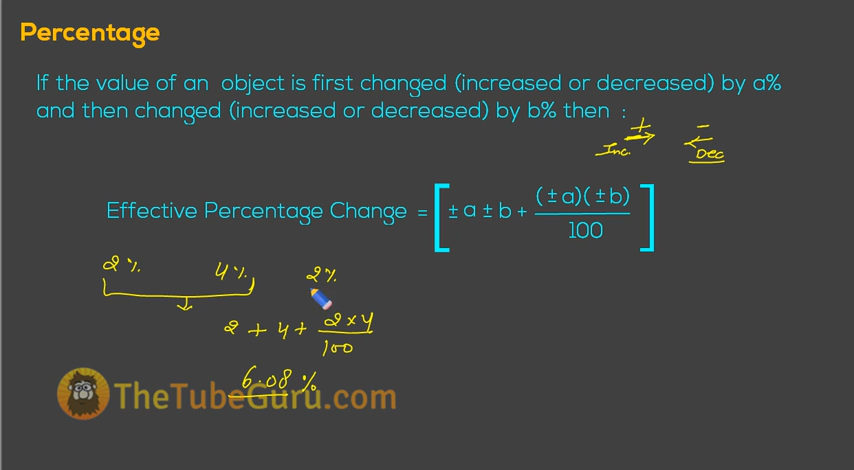 Percentage
If the value of an object is first changed (increased or decreased) by a%
and then changed (increased or decreased) by b% then :
+ −
Inc. Dec
Effective Percentage Change = [ ± a ± b + (± a)(± b) / 100 ]
2% 4% 2%
2 + 4 + 2 × 4 / 100
6.08 %
TheTubeGuru.com